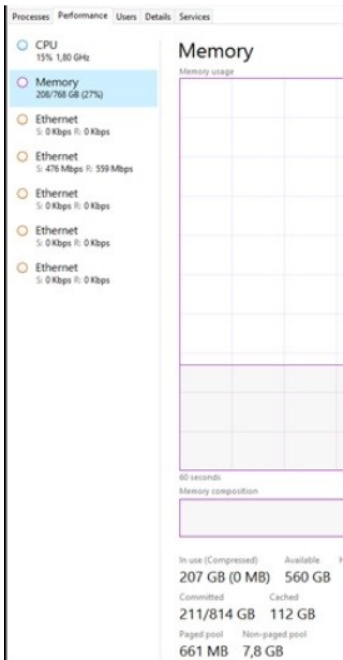 Processes Performance Users Details Services
CPU
15% 1,80 GHz
Memory
208/768 GB (27%)
Ethernet
S: 0 Kbps R: 0 Kbps
Ethernet
S: 476 Mbps R: 559 Mbps
Ethernet
S: 0 Kbps R: 0 Kbps
Ethernet
S: 0 Kbps R: 0 Kbps
Ethernet
S: 0 Kbps R: 0 Kbps
Memory
Memory usage
60 seconds
Memory composition
In use (Compressed) Available
207 GB (0 MB) 560 GB
Committed Cached
211/814 GB 112 GB
Paged pool Non-paged pool
661 MB 7,8 GB